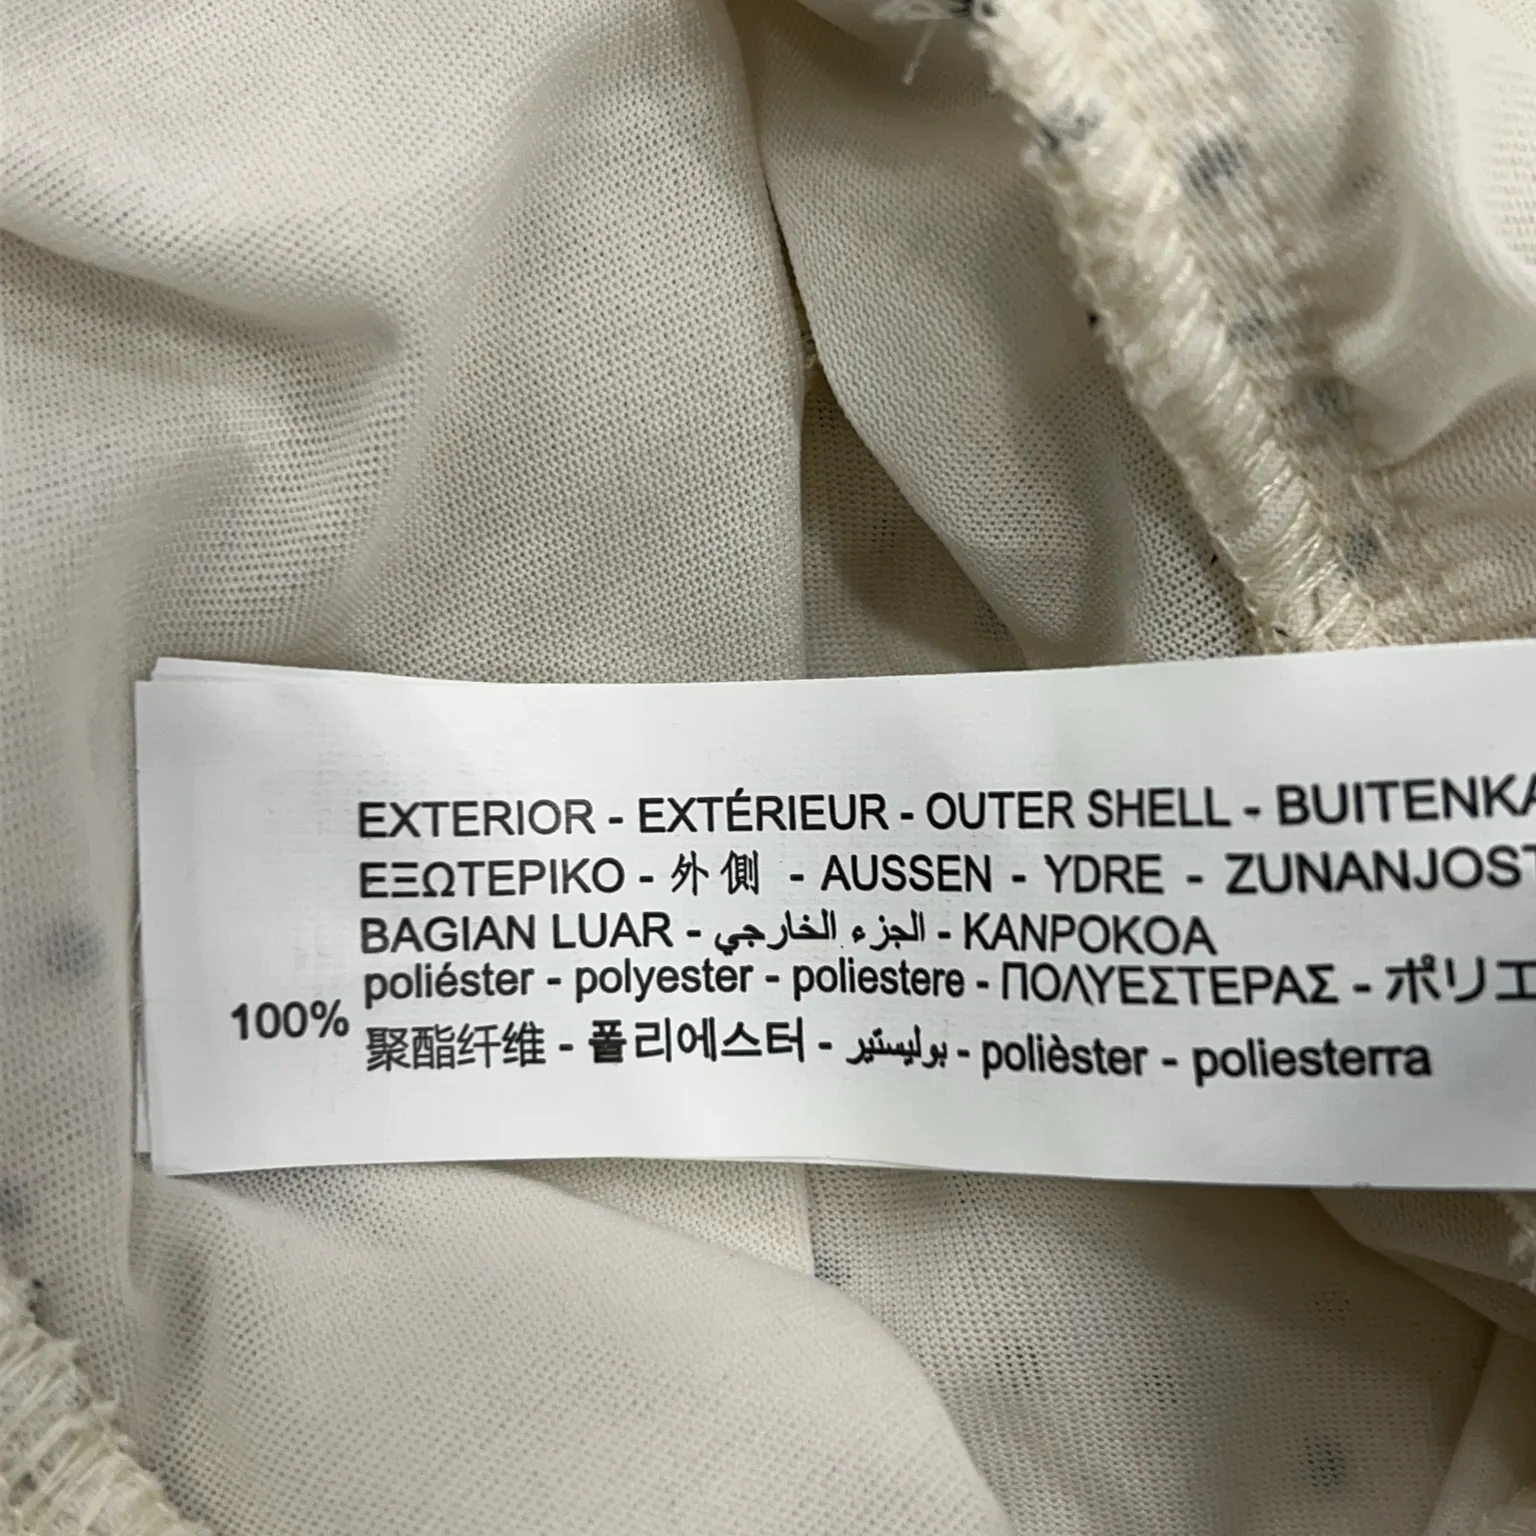 EXTERIOR - EXTÉRIEUR - OUTER SHELL - BUITENKA
ΕΞΩΤΕΡΙΚΟ - 外側 - AUSSEN - YDRE - ZUNANJOST
BAGIAN LUAR - الجزء الخارجي - KANPOKOA
poliéster - polyester - poliestere - ΠΟΛΥΕΣΤΕΡΑΣ - ポリエ
100%
聚酯纤维 - 폴리에스터 - بوليستير - polièster - poliesterra